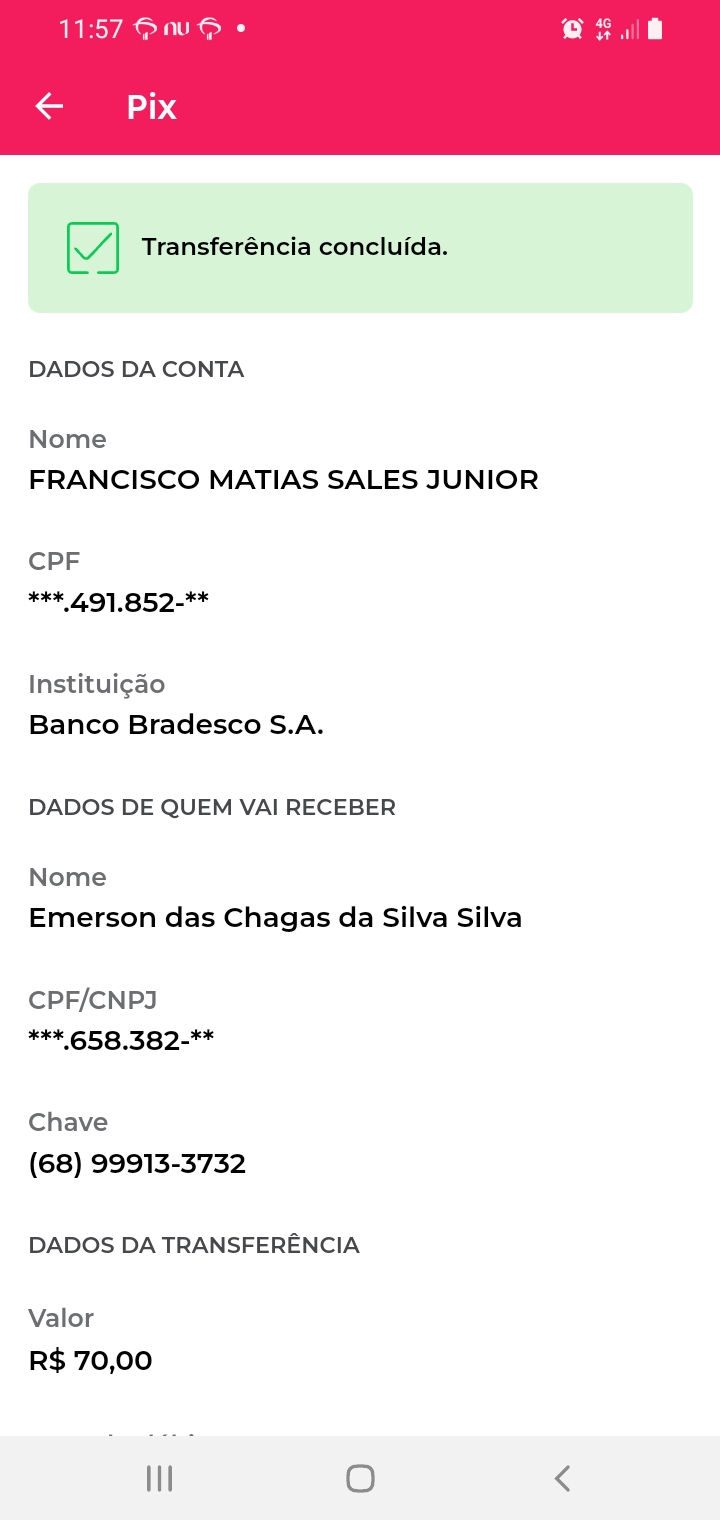 11:57 nu
4G
Pix
Transferência concluída.
DADOS DA CONTA
Nome
FRANCISCO MATIAS SALES JUNIOR
CPF
***.491.852-**
Instituição
Banco Bradesco S.A.
DADOS DE QUEM VAI RECEBER
Nome
Emerson das Chagas da Silva Silva
CPF/CNPJ
***.658.382-**
Chave
(68) 99913-3732
DADOS DA TRANSFERÊNCIA
Valor
R$ 70,00